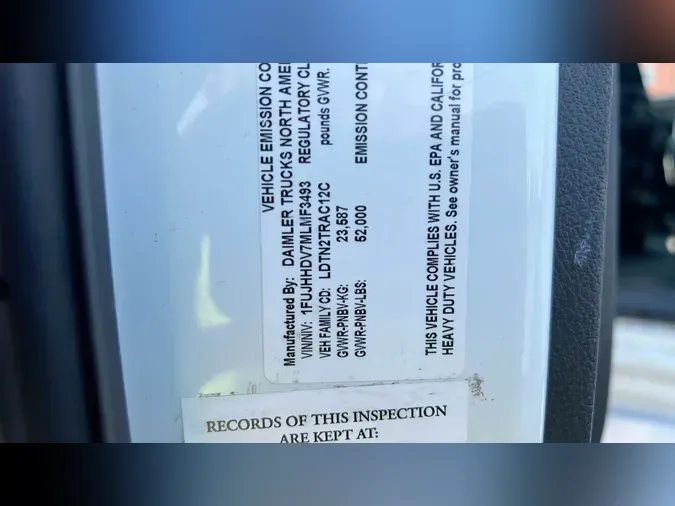 VEHICLE EMISSION CO
Manufactured By: DAIMLER TRUCKS NORTH AME
VIN/NIV: 1FUJHHDV7MLMF3493 REGULATORY CL
VEH FAMILY CD: LDTN2TRAC12C pounds GVWR.
GVWR-PNBV-KG: 23,587
GVWR-PNBV-LBS: 52,000 EMISSION CONT
THIS VEHICLE COMPLIES WITH U.S. EPA AND CALIFOR
HEAVY DUTY VEHICLES. See owner's manual for pro
RECORDS OF THIS INSPECTION
ARE KEPT AT: